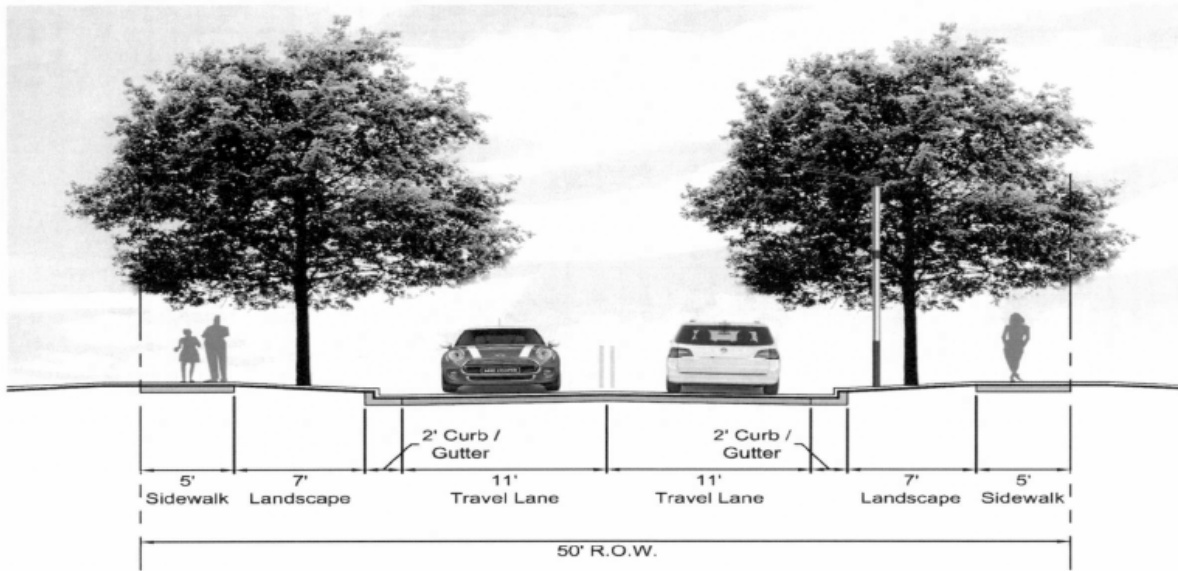 2' Curb /
Gutter
2' Curb /
Gutter
5'
Sidewalk
7'
Landscape
11'
Travel Lane
11'
Travel Lane
7'
Landscape
5'
Sidewalk
50' R.O.W.